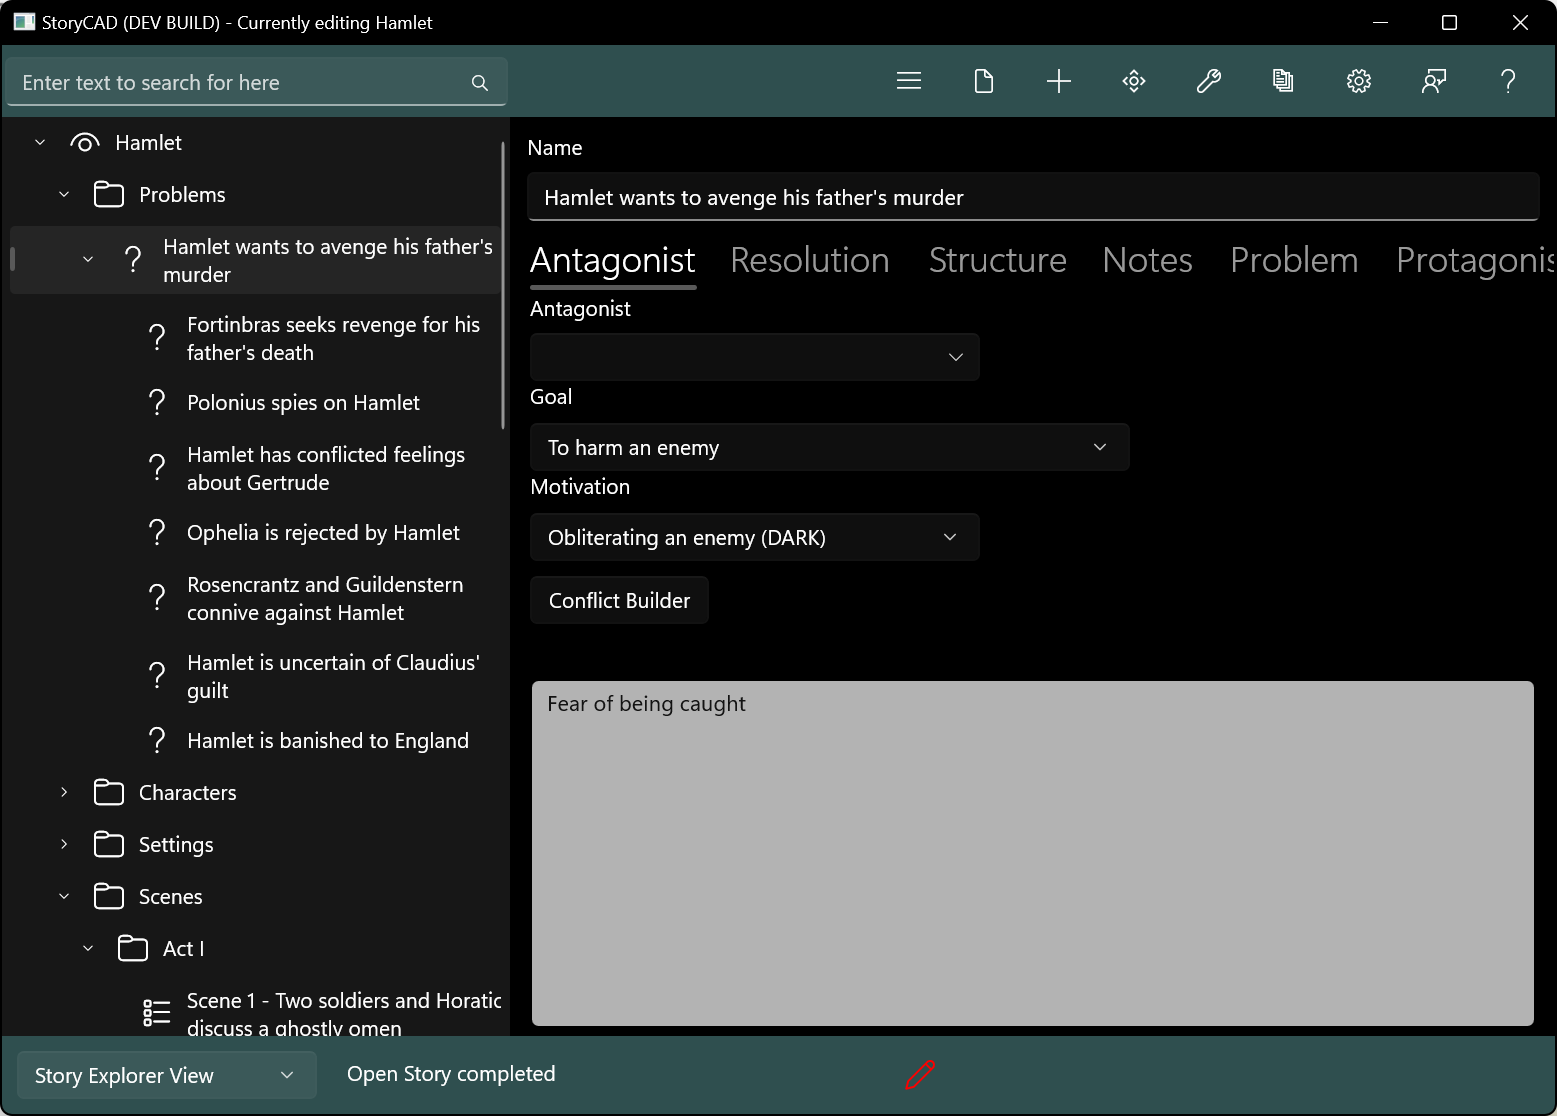 StoryCAD (DEV BUILD) - Currently editing Hamlet
Enter text to search for here
Hamlet
Problems
Hamlet wants to avenge his father's
murder
Fortinbras seeks revenge for his
father's death
Polonius spies on Hamlet
Hamlet has conflicted feelings
about Gertrude
Ophelia is rejected by Hamlet
Rosencrantz and Guildenstern
connive against Hamlet
Hamlet is uncertain of Claudius'
guilt
Hamlet is banished to England
Characters
Settings
Scenes
Act I
Scene 1 - Two soldiers and Horatio
discuss a ghostly omen
Name
Hamlet wants to avenge his father's murder
Antagonist Resolution Structure Notes Problem Protagonis
Antagonist
Goal
To harm an enemy
Motivation
Obliterating an enemy (DARK)
Conflict Builder
Fear of being caught
Story Explorer View
Open Story completed